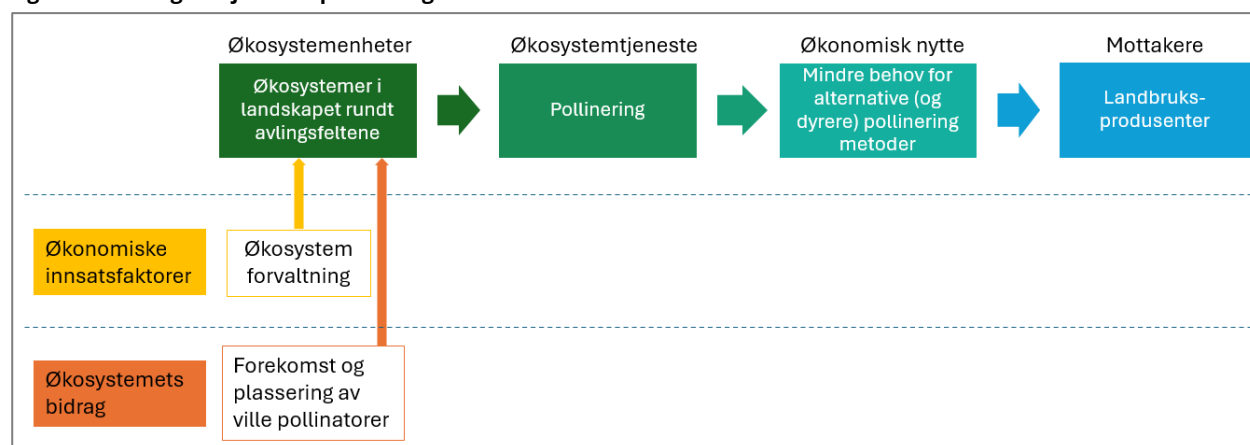 Økosystemenheter
Økosystemtjeneste
Økonomisk nytte
Mottakere
Økosystemer i
landskapet rundt
avlingsfeltene
Pollinering
Mindre behov for
alternative (og
dyrere) pollinering
metoder
Landbruks-
produsenter
Økonomiske
innsatsfaktorer
Økosystem
forvaltning
Økosystemets
bidrag
Forekomst og
plassering av
ville pollinatorer